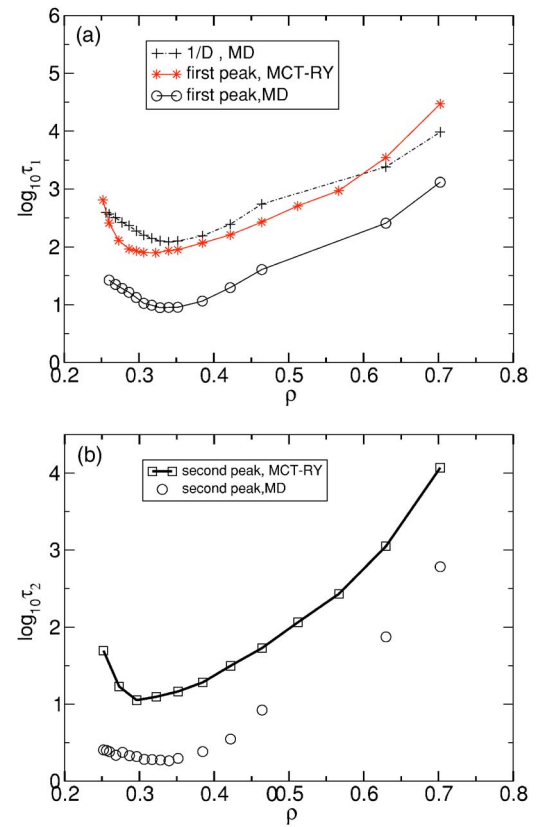 6
(a)
1/D , MD
first peak, MCT-RY
first peak,MD
5
4
log₁₀τ₁
3
2
1
0
0.2 0.3 0.4 0.5 0.6 0.7 0.8
ρ
(b)
second peak, MCT-RY
second peak,MD
4
3
log₁₀τ₂
2
1
0
0.2 0.3 0.4 00.5 0.6 0.7 0.8
ρ